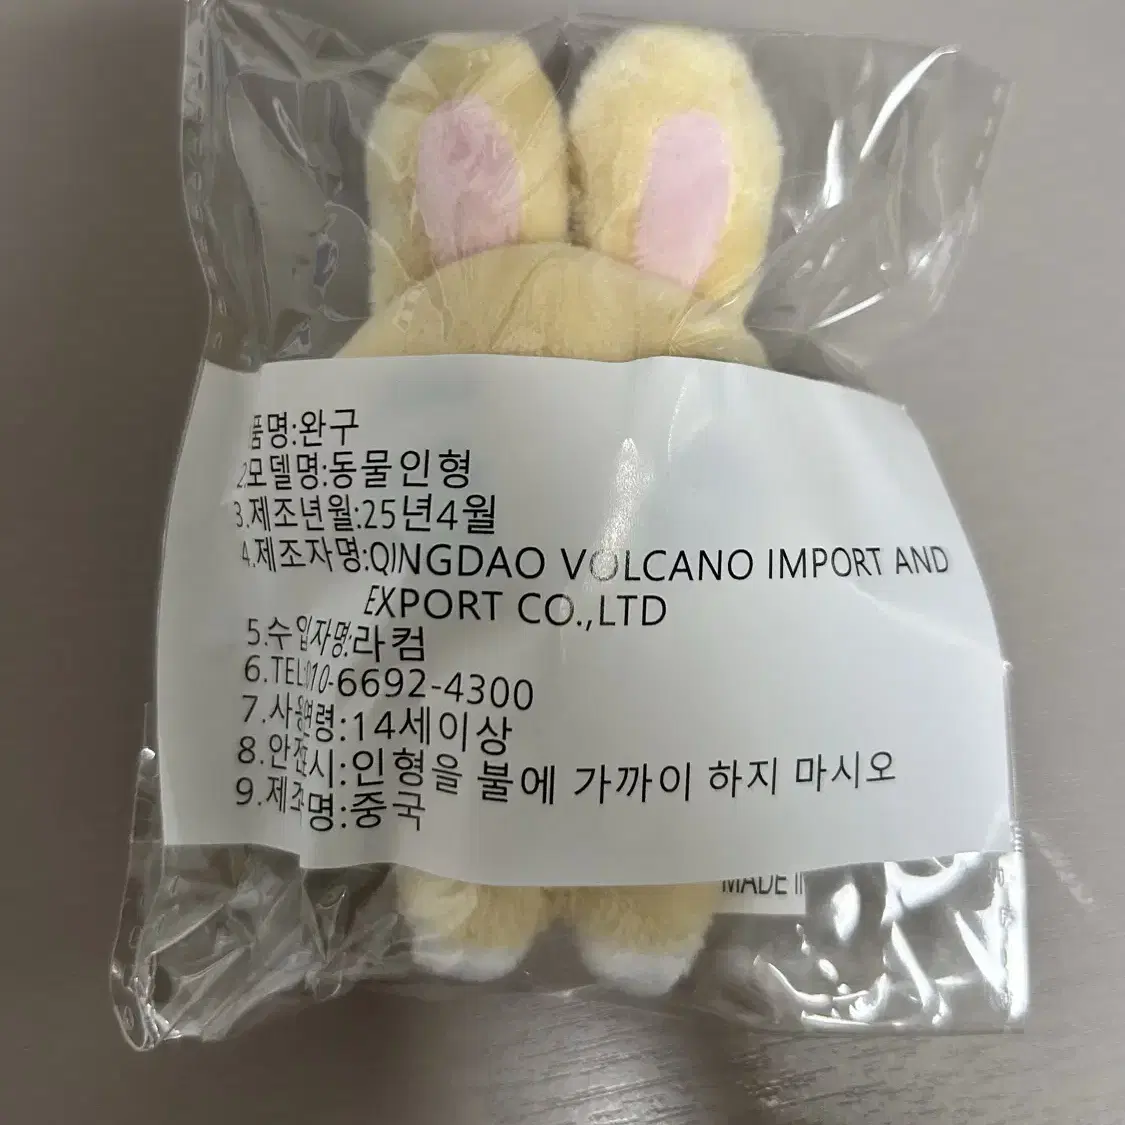 품명:완구
2.모델명:동물인형
3.제조년월:25년4월
4.제조자명:QINGDAO VOLCANO IMPORT AND
EXPORT CO.,LTD
5.수입자명:라컴
6.TEL:010-6692-4300
7.사용연령:14세이상
8.안전표시:인형을 불에 가까이 하지 마시오
9.제조명:중국
MADE IN